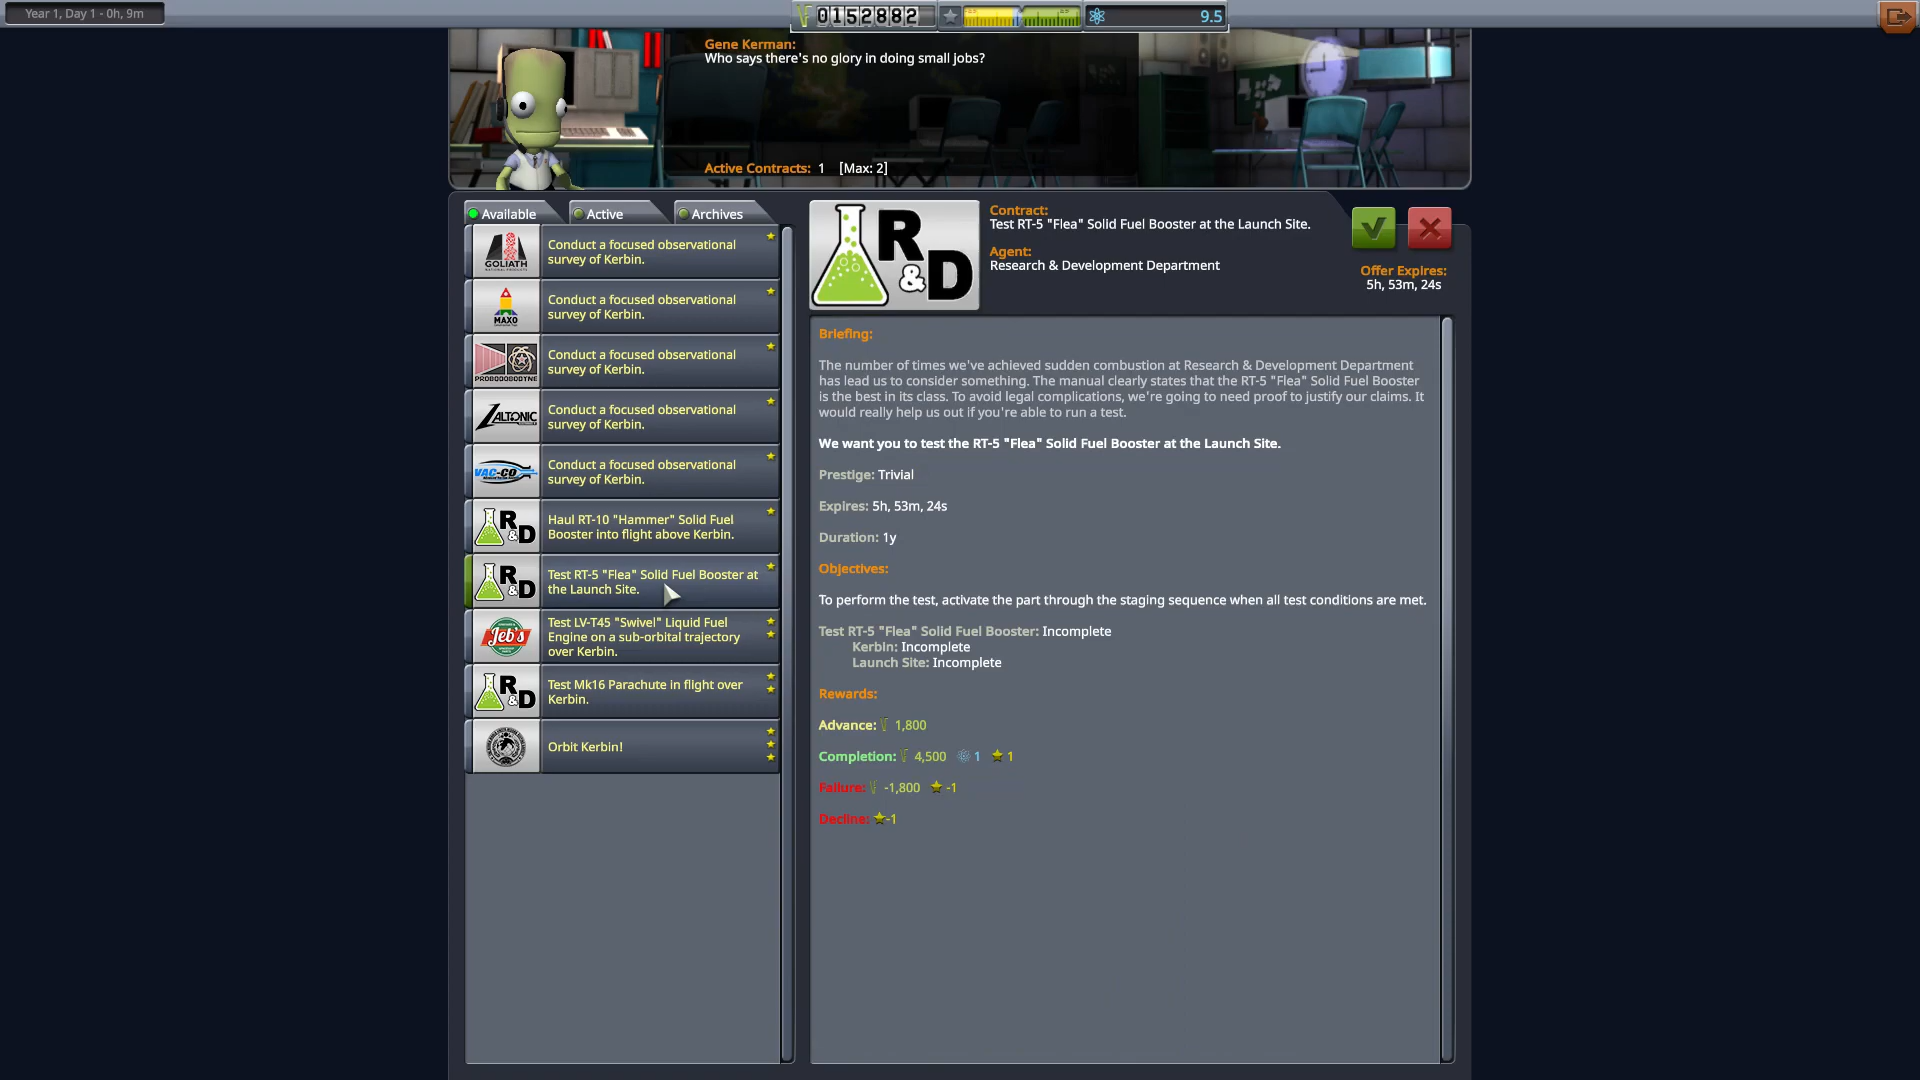 Year 1, Day 1 - 0h, 9m
0152882
9.5
Gene Kerman:
Who says there's no glory in doing small jobs?
Active Contracts: 1 [Max: 2]
Available
Active
Archives
GOLIATH
NATIONAL PRODUCTS
Conduct a focused observational
survey of Kerbin.
MAXO
Conduct a focused observational
survey of Kerbin.
PROBODOBODYNE
Conduct a focused observational
survey of Kerbin.
ZALTONIC
Conduct a focused observational
survey of Kerbin.
VAC-CO
Conduct a focused observational
survey of Kerbin.
R&D
Haul RT-10 "Hammer" Solid Fuel
Booster into flight above Kerbin.
R&D
Test RT-5 "Flea" Solid Fuel Booster at
the Launch Site.
Jeb's
Test LV-T45 "Swivel" Liquid Fuel
Engine on a sub-orbital trajectory
over Kerbin.
R&D
Test Mk16 Parachute in flight over
Kerbin.
Orbit Kerbin!
R&D
Contract:
Test RT-5 "Flea" Solid Fuel Booster at the Launch Site.
Agent:
Research & Development Department
Offer Expires:
5h, 53m, 24s
Briefing:
The number of times we've achieved sudden combustion at Research & Development Department
has lead us to consider something. The manual clearly states that the RT-5 "Flea" Solid Fuel Booster
is the best in its class. To avoid legal complications, we're going to need proof to justify our claims. It
would really help us out if you're able to run a test.
We want you to test the RT-5 "Flea" Solid Fuel Booster at the Launch Site.
Prestige: Trivial
Expires: 5h, 53m, 24s
Duration: 1y
Objectives:
To perform the test, activate the part through the staging sequence when all test conditions are met.
Test RT-5 "Flea" Solid Fuel Booster: Incomplete
Kerbin: Incomplete
Launch Site: Incomplete
Rewards:
Advance: 1,800
Completion: 4,500 1 1
Failure: -1,800 -1
Decline: -1